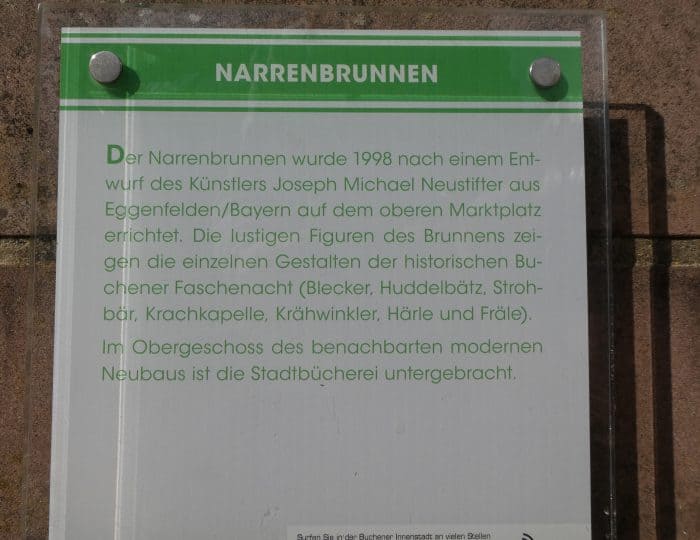 NARRENBRUNNEN
Der Narrenbrunnen wurde 1998 nach einem Ent-
wurf des Künstlers Joseph Michael Neustifter aus
Eggenfelden/Bayern auf dem oberen Marktplatz
errichtet. Die lustigen Figuren des Brunnens zei-
gen die einzelnen Gestalten der historischen Bu-
chener Faschenacht (Blecker, Huddelbätz, Stroh-
bär, Krachkapelle, Krähwinkler, Härle und Fräle).
Im Obergeschoss des benachbarten modernen
Neubaus ist die Stadtbücherei untergebracht.
Surfen Sie in der Buchener Innenstadt an vielen Stellen